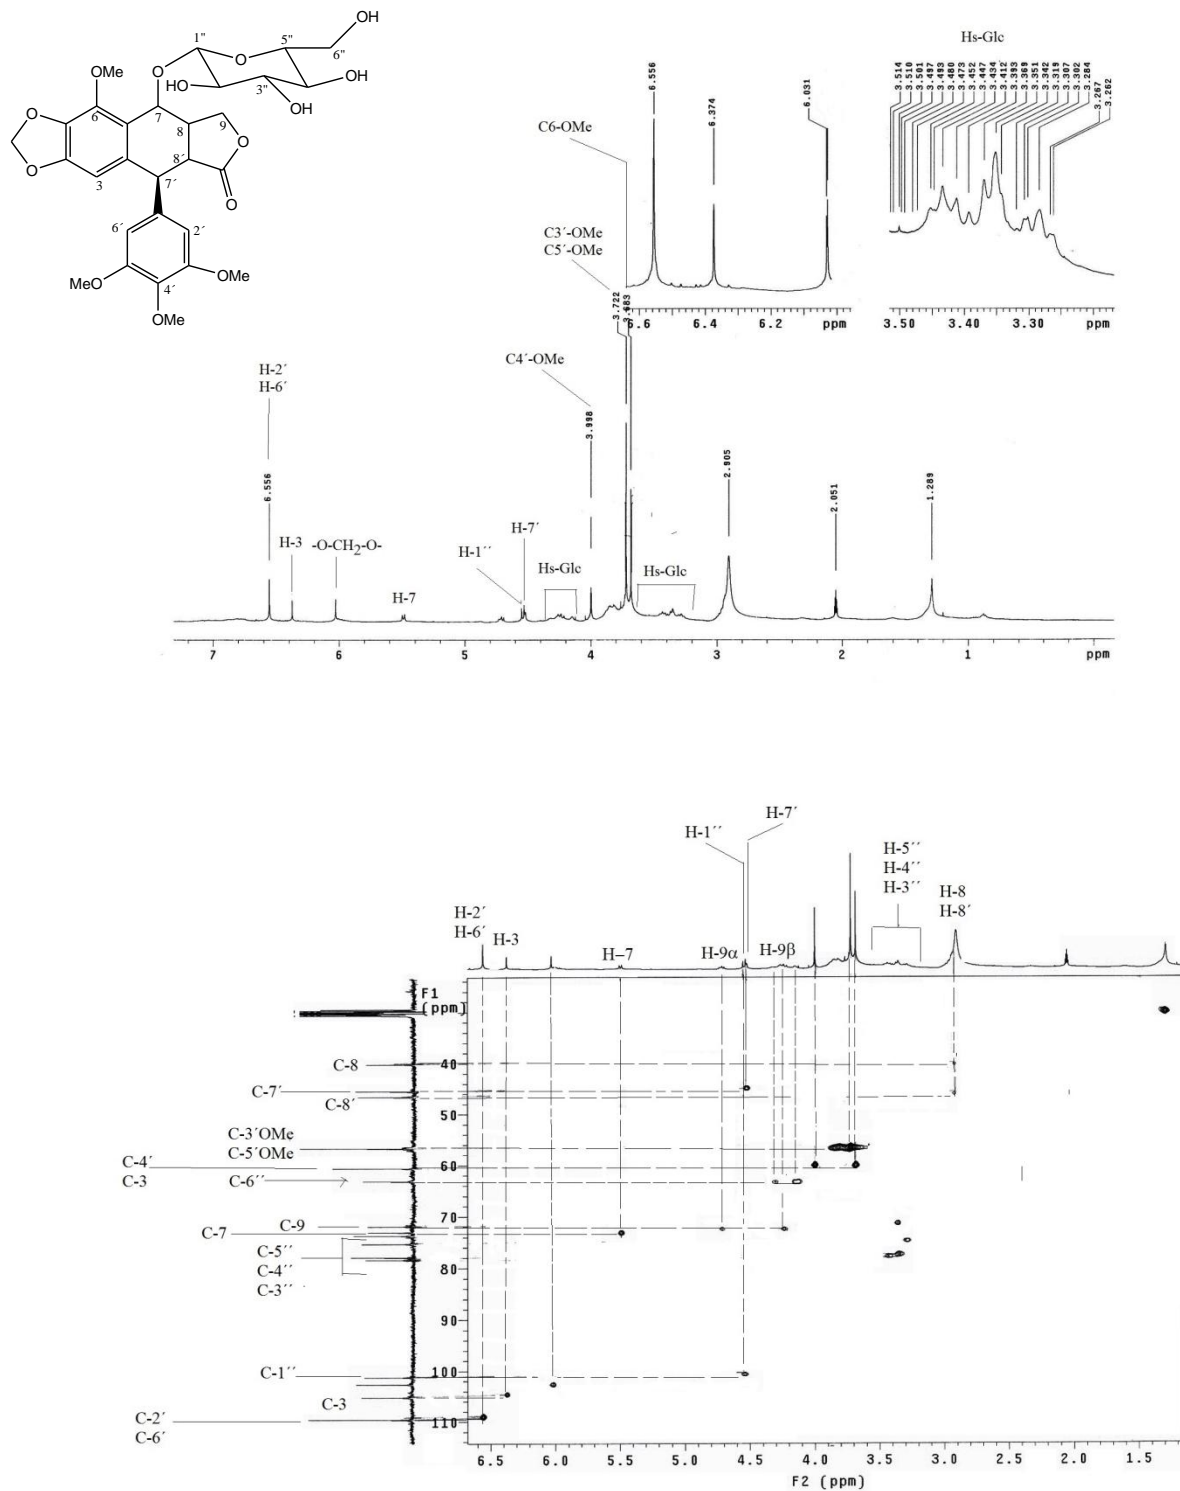 OH
1"
5"
6"
O
OMe
HO
OH
O
3"
OH
6
7
9
O
8
O
8'
O
3
7'
O
6'
2'
MeO
OMe
4'
OMe
Hs-Glc
3.514
3.510
3.501
3.497
3.493
3.480
3.473
3.452
3.447
3.434
3.412
3.393
3.369
3.351
3.342
3.319
3.307
3.302
3.284
3.267
3.262
3.50 3.40 3.30 ppm
6.556
6.374
6.031
6.6 6.4 6.2 ppm
C6-OMe
C3´-OMe
C5´-OMe
3.722
3.683
C4´-OMe
3.998
H-2´
H-6´
6.556
H-3
-O-CH2-O-
H-7
H-1´´
H-7´
Hs-Glc
Hs-Glc
2.905
2.051
1.289
7 6 5 4 3 2 1 ppm
H-7´
H-1´´
H-5´´
H-4´´
H-3´´
H-8
H-8´
H-2´
H-6´
H-3
H-7
H-9α
H-9β
F1
(ppm)
C-8
C-7´
C-8´
C-3´OMe
C-5´OMe
C-4´
C-3
C-6´´
C-9
C-7
C-5´´
C-4´´
C-3´´
C-1´´
C-3
C-2´
C-6´
40
50
60
70
80
90
100
110
6.5 6.0 5.5 5.0 4.5 4.0 3.5 3.0 2.5 2.0 1.5
F2 (ppm)